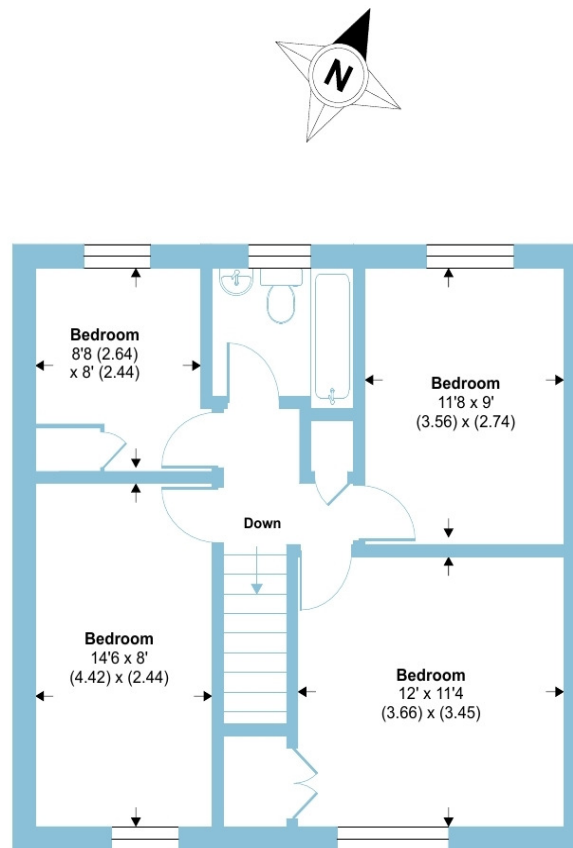 N
Bedroom
8'8 (2.64)
x 8' (2.44)
Bedroom
11'8 x 9'
(3.56) x (2.74)
Down
Bedroom
14'6 x 8'
(4.42) x (2.44)
Bedroom
12' x 11'4
(3.66) x (3.45)